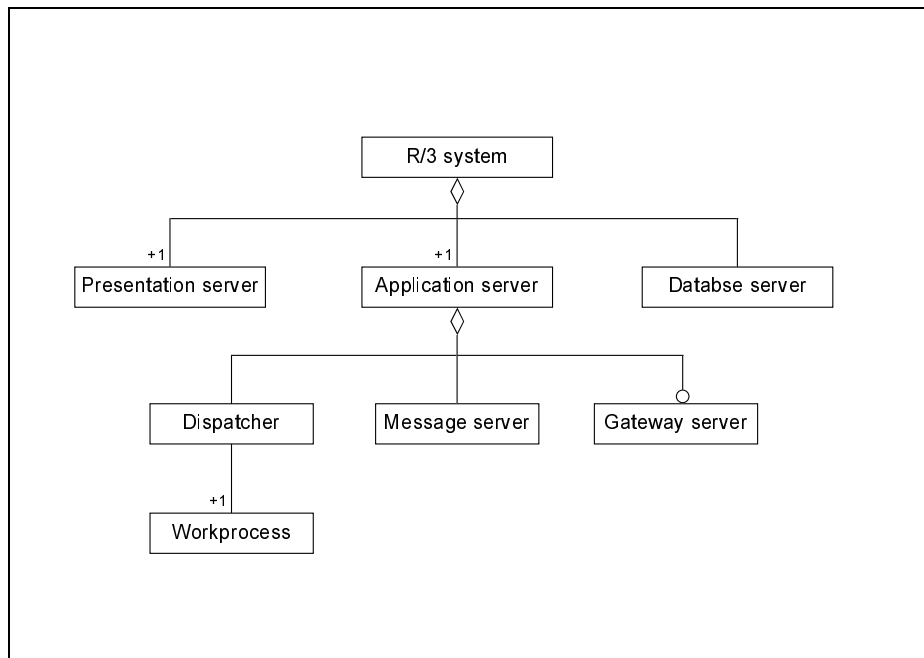 R/3 system
+1
+1
Presentation server
Application server
Databse server
Dispatcher
Message server
Gateway server
+1
Workprocess